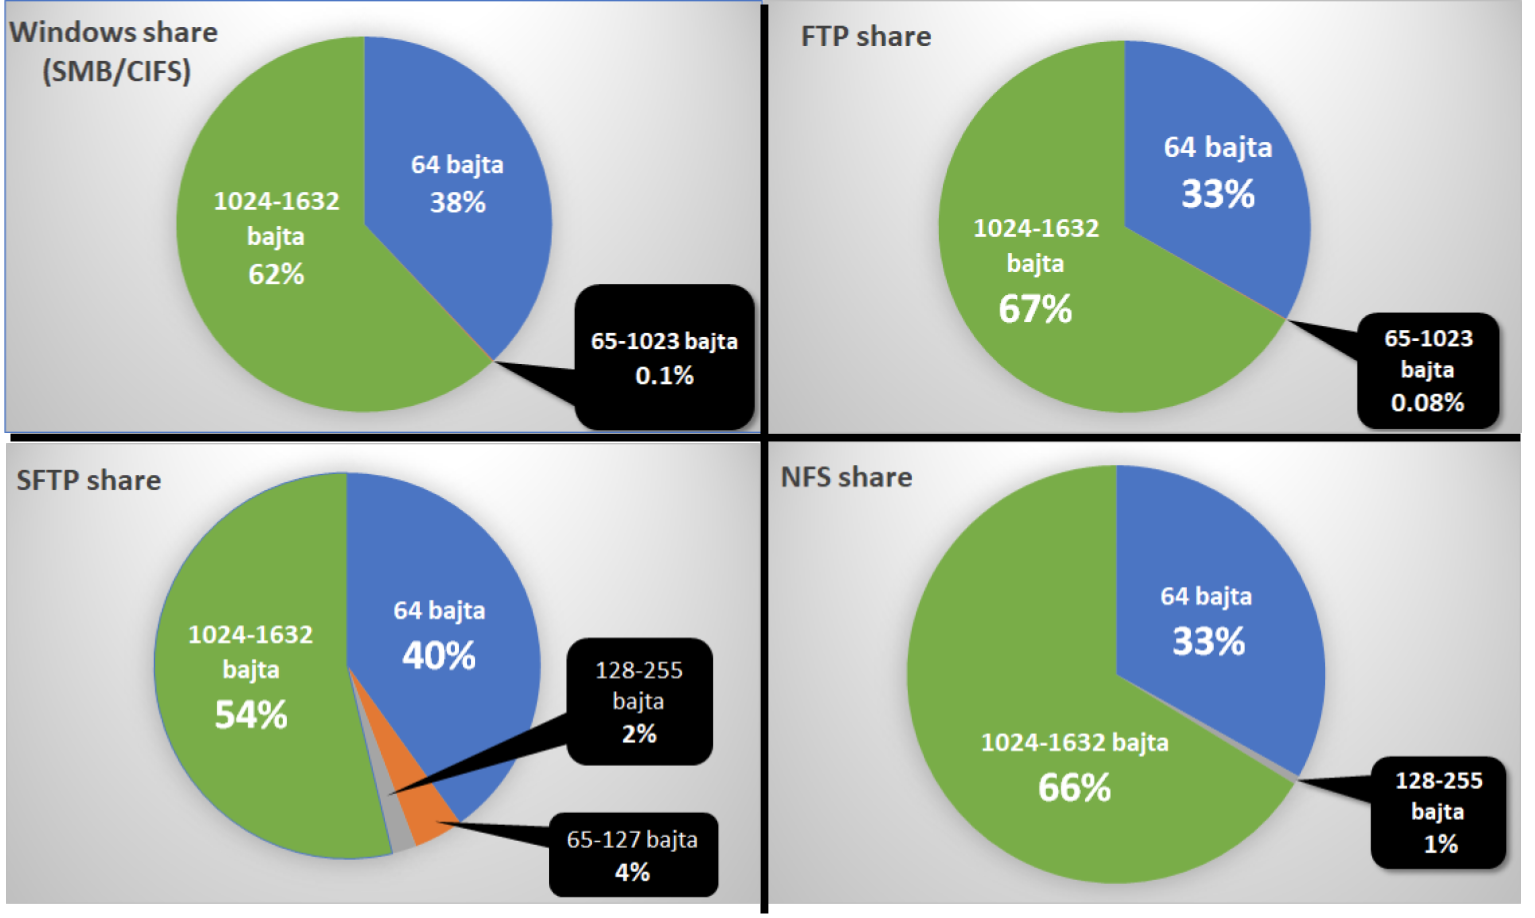 Windows share
(SMB/CIFS)
64 bajta
38%
1024-1632
bajta
62%
65-1023 bajta
0.1%
FTP share
64 bajta
33%
1024-1632
bajta
67%
65-1023
bajta
0.08%
SFTP share
64 bajta
40%
1024-1632
bajta
54%
128-255
bajta
2%
65-127 bajta
4%
NFS share
64 bajta
33%
1024-1632 bajta
66%
128-255
bajta
1%